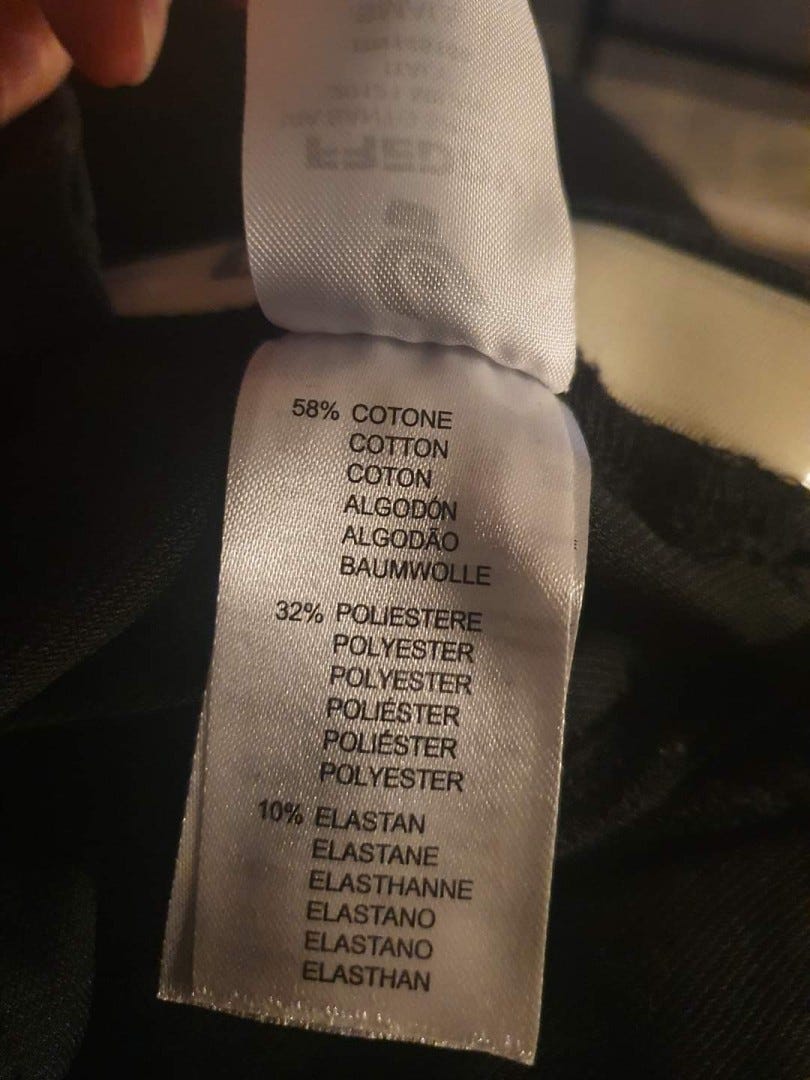 58% COTONE
COTTON
COTON
ALGODÓN
ALGODÃO
BAUMWOLLE
32% POLIESTERE
POLYESTER
POLYESTER
POLIÉSTER
POLIÉSTER
POLYESTER
10% ELASTAN
ELASTANE
ELASTHANNE
ELASTANO
ELASTANO
ELASTHAN